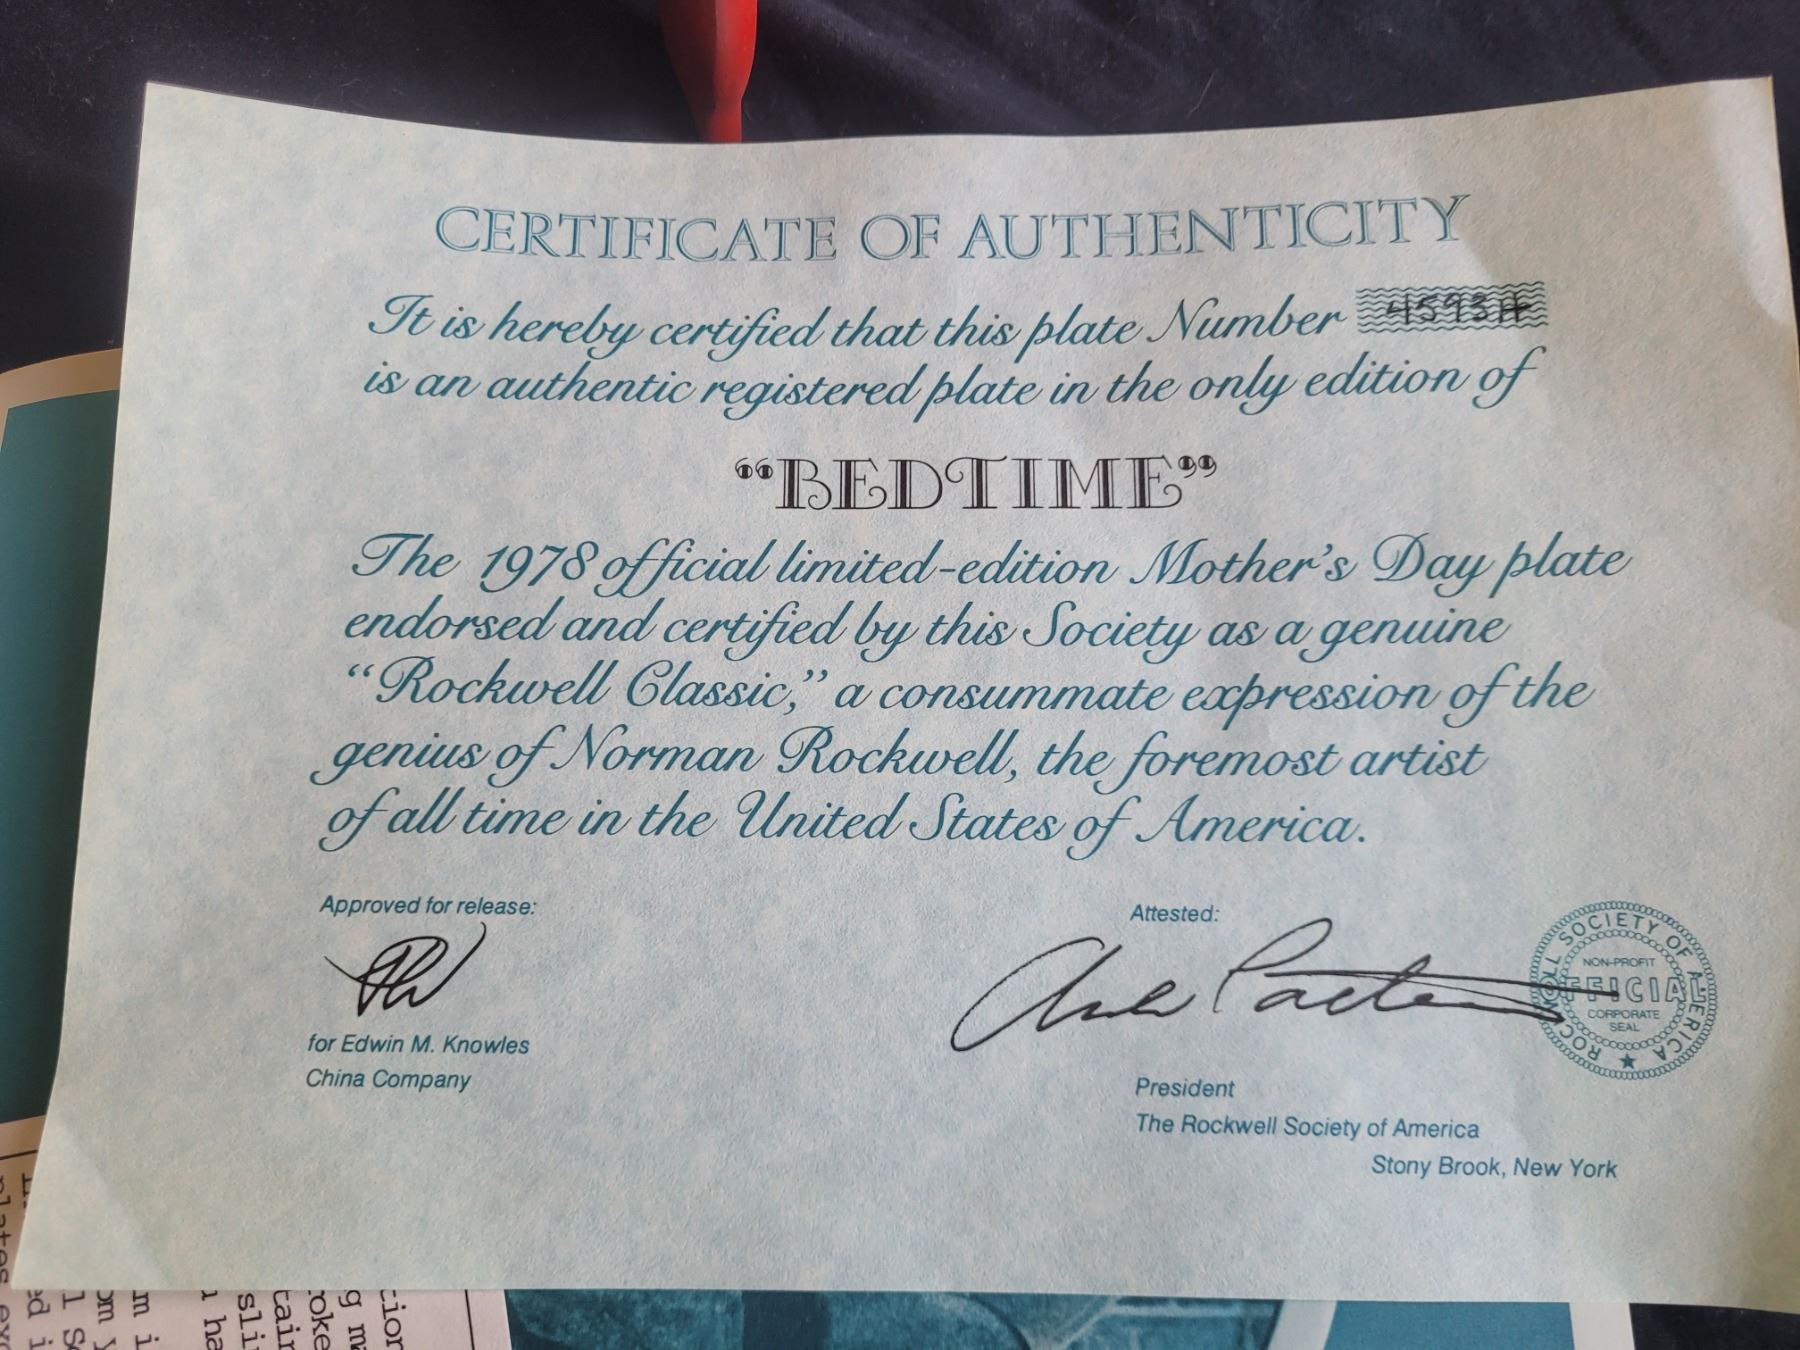 CERTIFICATE OF AUTHENTICITY
It is hereby certified that this plate Number 4593H
is an authentic registered plate in the only edition of
“BEDTIME”
The 1978 official limited-edition Mother’s Day plate
endorsed and certified by this Society as a genuine
“Rockwell Classic,” a consummate expression of the
genius of Norman Rockwell, the foremost artist
of all time in the United States of America.
Approved for release:
for Edwin M. Knowles
China Company
Attested:
President
The Rockwell Society of America
Stony Brook, New York
ROCKWELL SOCIETY OF AMERICA
NON-PROFIT
OFFICIAL
CORPORATE
SEAL